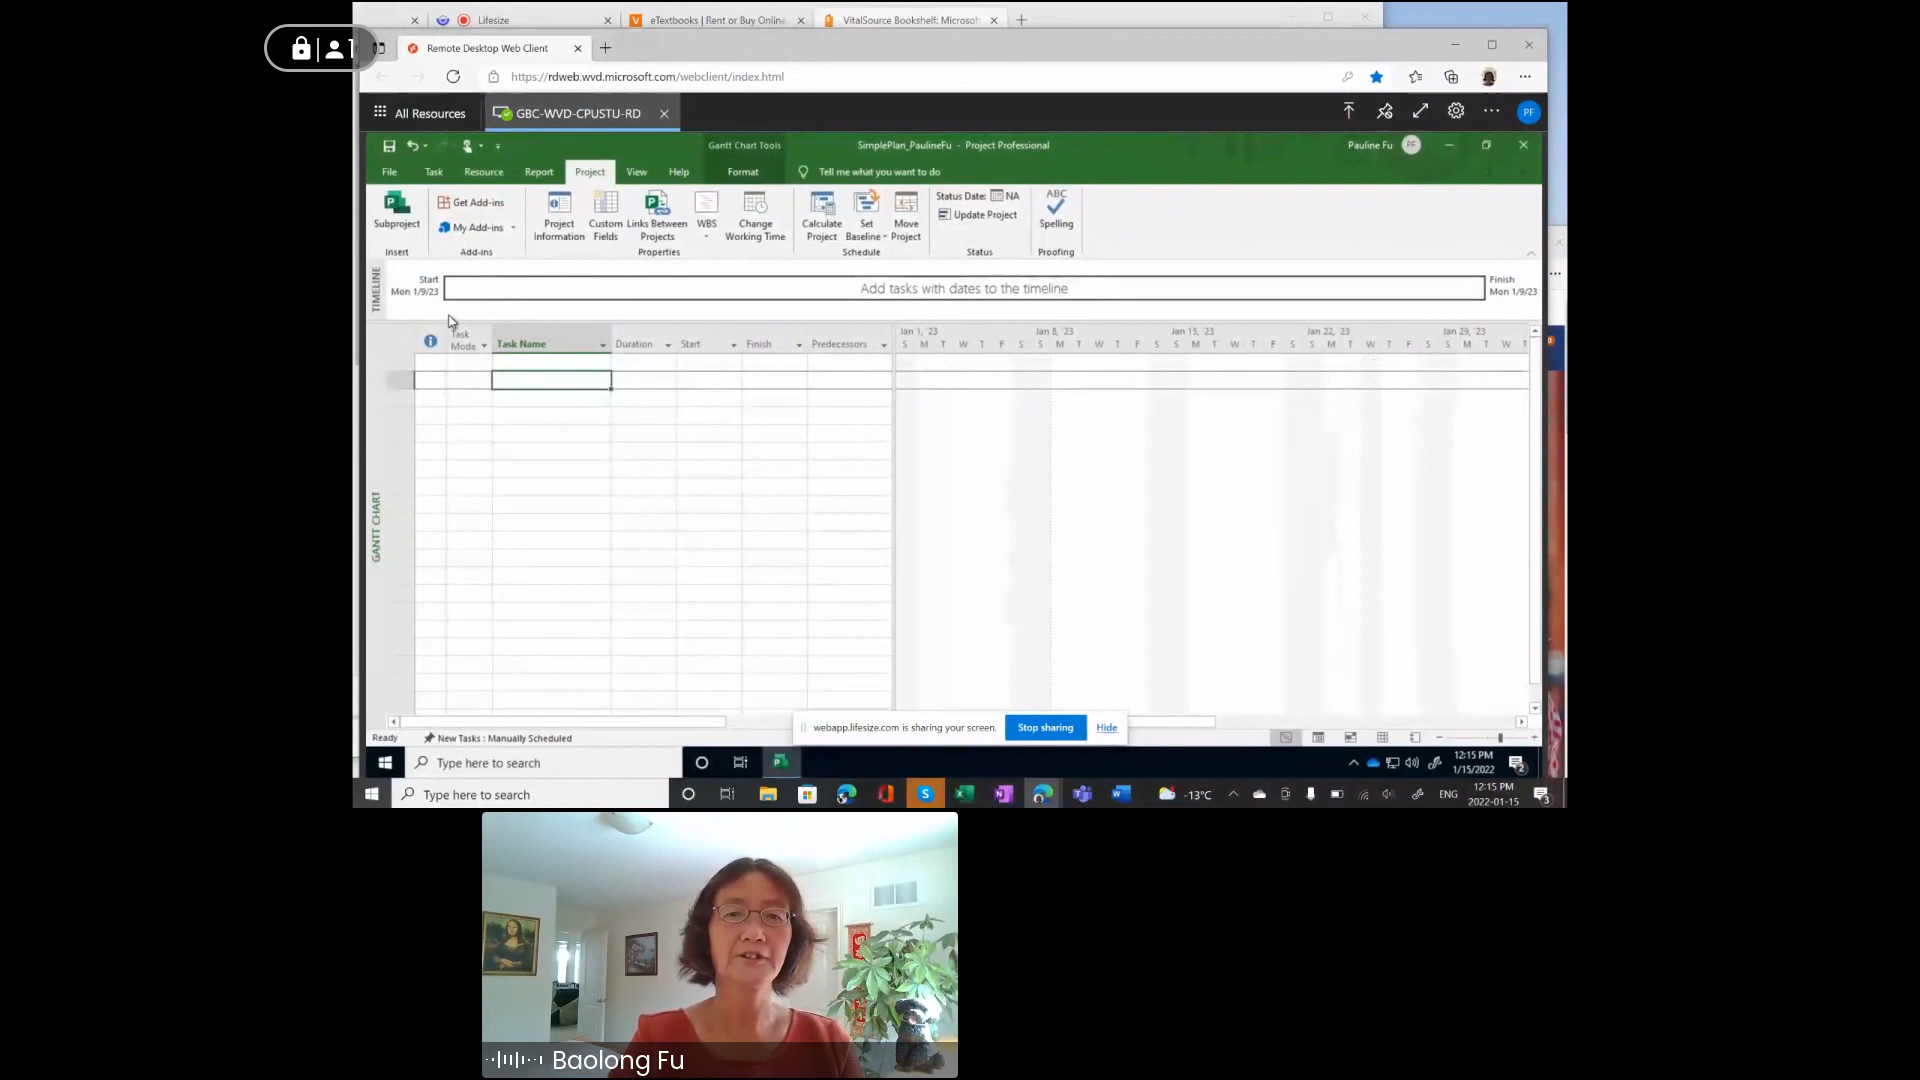 Lifesize
eTextbooks | Rent or Buy Online
VitalSource Bookshelf: Microsoft
1
Remote Desktop Web Client
https://rdweb.wvd.microsoft.com/webclient/index.html
All Resources
GBC-WVD-CPUSTU-RD
PF
Gantt Chart Tools
SimplePlan_PaulineFu - Project Professional
Pauline Fu
PF
File
Task
Resource
Report
Project
View
Help
Format
Tell me what you want to do
Subproject
Get Add-ins
My Add-ins
Project Information
Custom Fields
Links Between Projects
WBS
Change Working Time
Calculate Project
Set Baseline
Move Project
Status Date:
NA
Update Project
ABC
Spelling
Insert
Add-ins
Properties
Schedule
Status
Proofing
TIMELINE
Start
Mon 1/9/23
Add tasks with dates to the timeline
Finish
Mon 1/9/23
Task Mode
Task Name
Duration
Start
Finish
Predecessors
Jan 1, '23
Jan 8, '23
Jan 15, '23
Jan 22, '23
Jan 29, '23
S M T W T F S S M T W T F S S M T W T F S S M T W T F S S M T W T
GANTT CHART
webapp.lifesize.com is sharing your screen.
Stop sharing
Hide
Ready
New Tasks : Manually Scheduled
Type here to search
12:15 PM
1/15/2022
2
Type here to search
-13°C
ENG
12:15 PM
2022-01-15
3
Baolong Fu